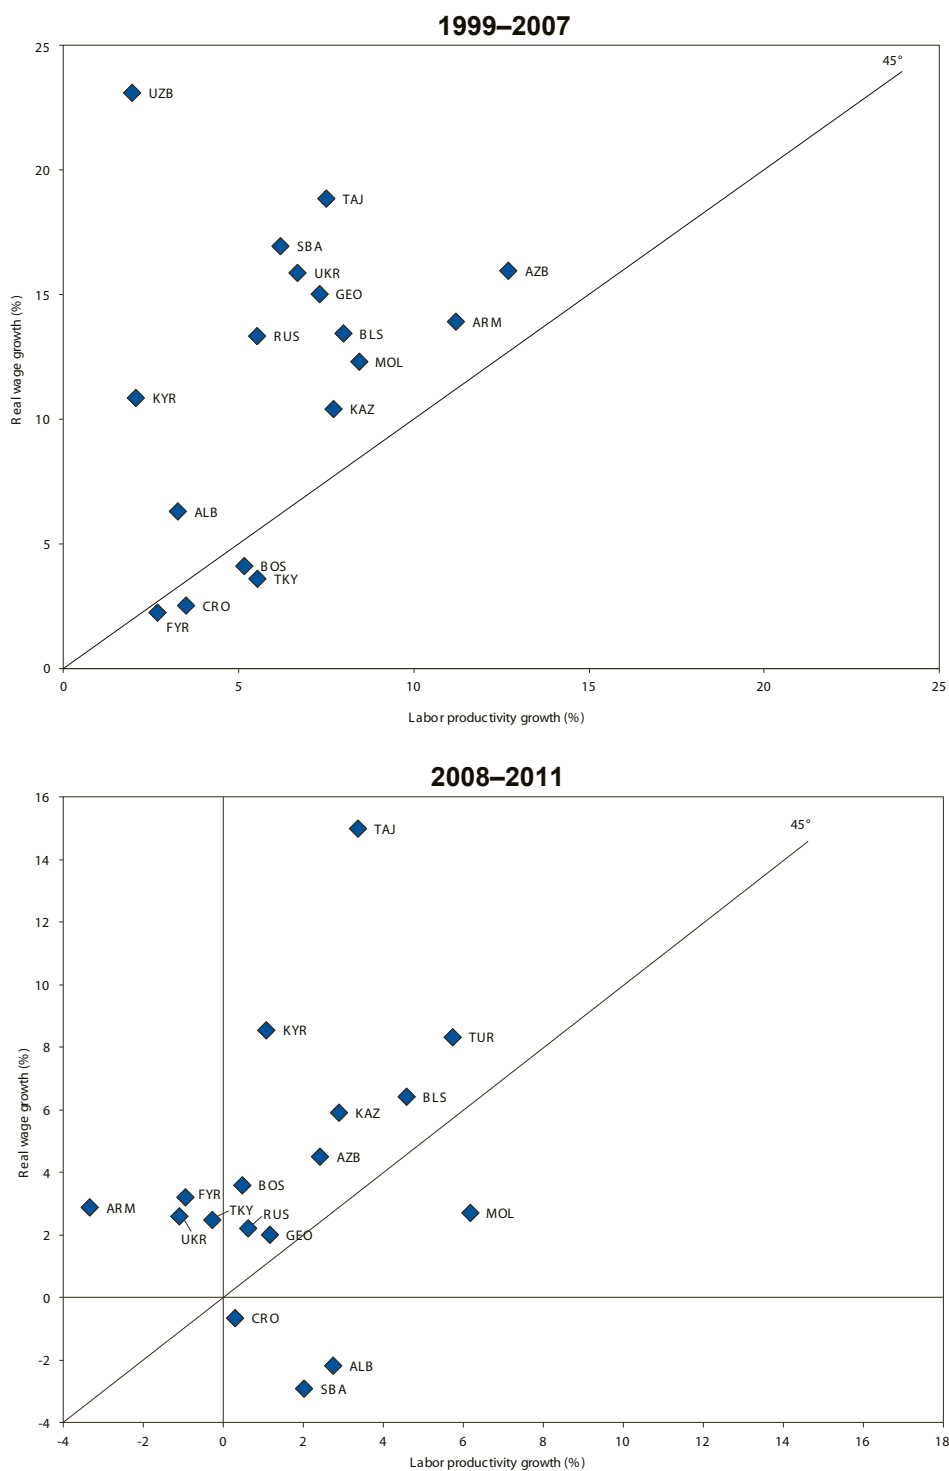 1999–2007
25
45°
UZB
20
TAJ
SBA
UKR
AZB
GEO
15
ARM
RUS
BLS
MOL
KYR
KAZ
10
Real wage growth (%)
ALB
5
BOS
TKY
CRO
FYR
0
0 5 10 15 20 25
Labor productivity growth (%)
2008–2011
16
45°
TAJ
14
12
10
KYR
TUR
8
BLS
KAZ
6
Real wage growth (%)
AZB
4
BOS
FYR
ARM
TKY
RUS
MOL
UKR
GEO
2
0
CRO
-2
ALB
SBA
-4
-4 -2 0 2 4 6 8 10 12 14 16 18
Labor productivity growth (%)